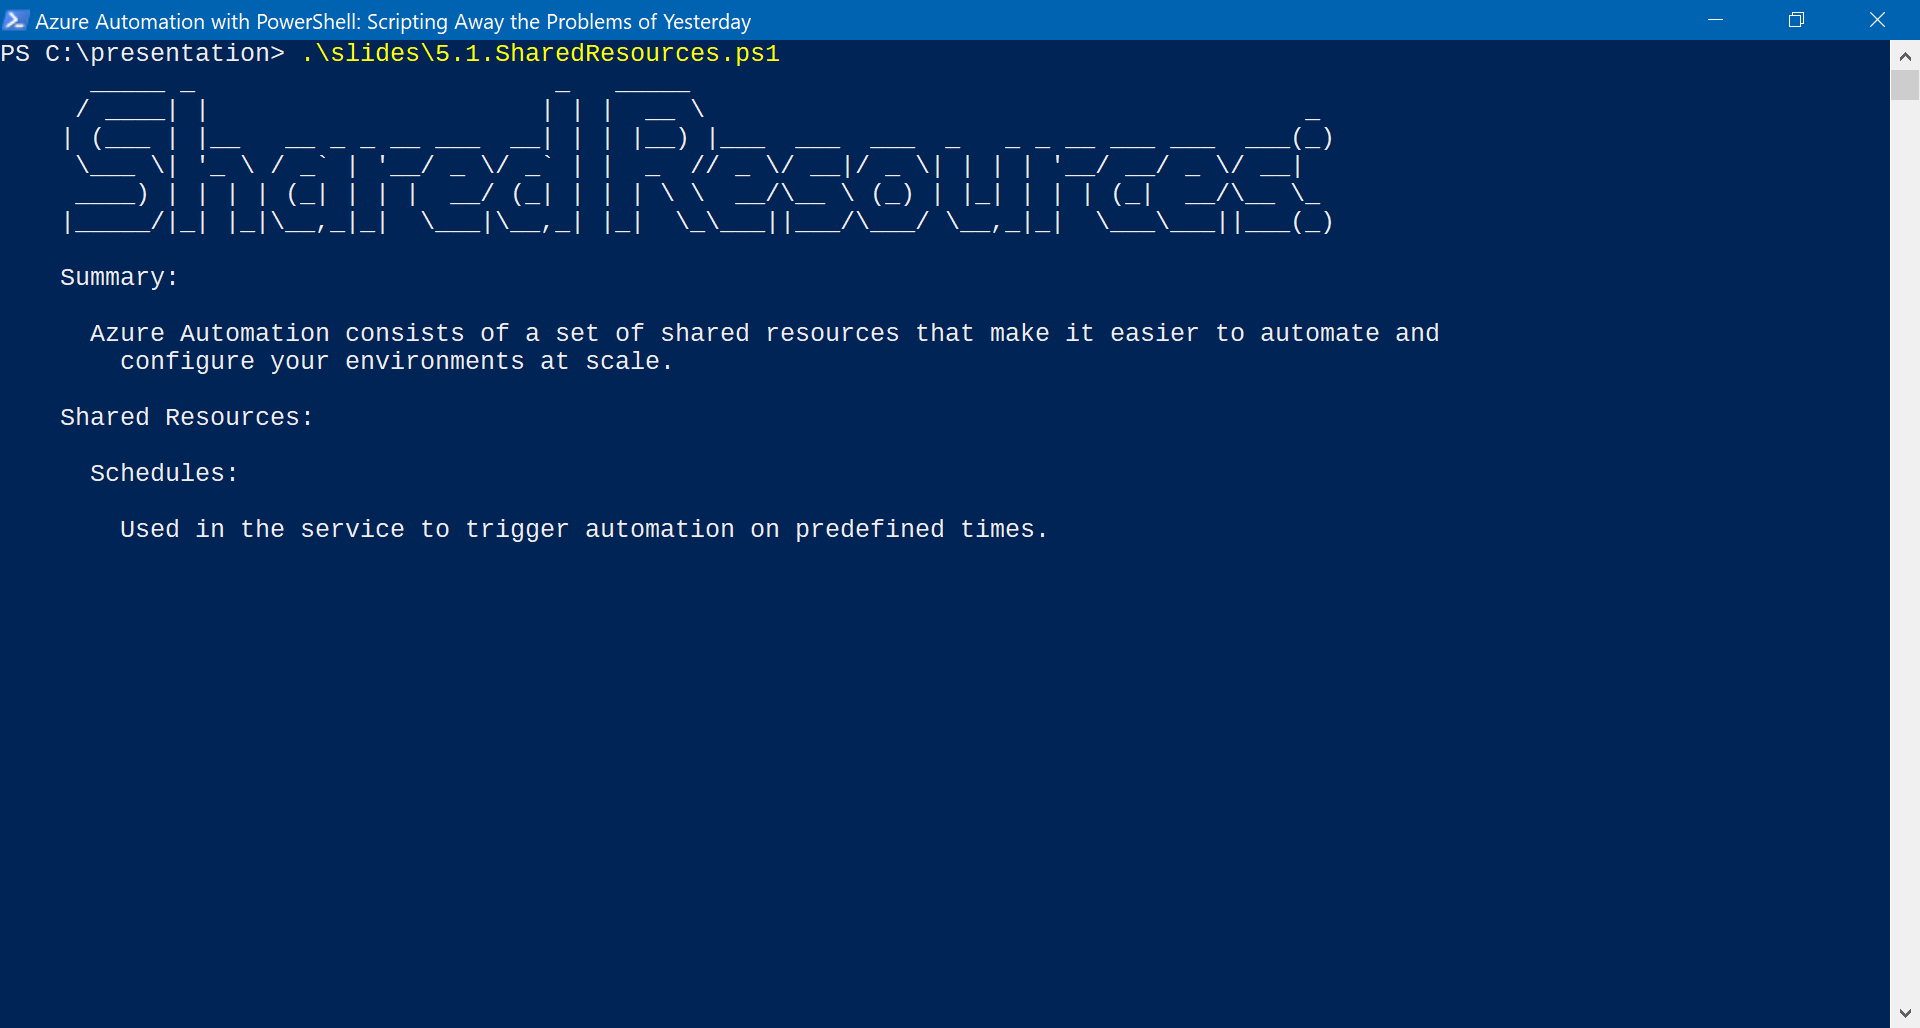 Azure Automation with PowerShell: Scripting Away the Problems of Yesterday
PS C:\presentation> .\slides\5.1.SharedResources.ps1
Shared Resources:
Summary:
Azure Automation consists of a set of shared resources that make it easier to automate and
configure your environments at scale.
Shared Resources:
Schedules:
Used in the service to trigger automation on predefined times.